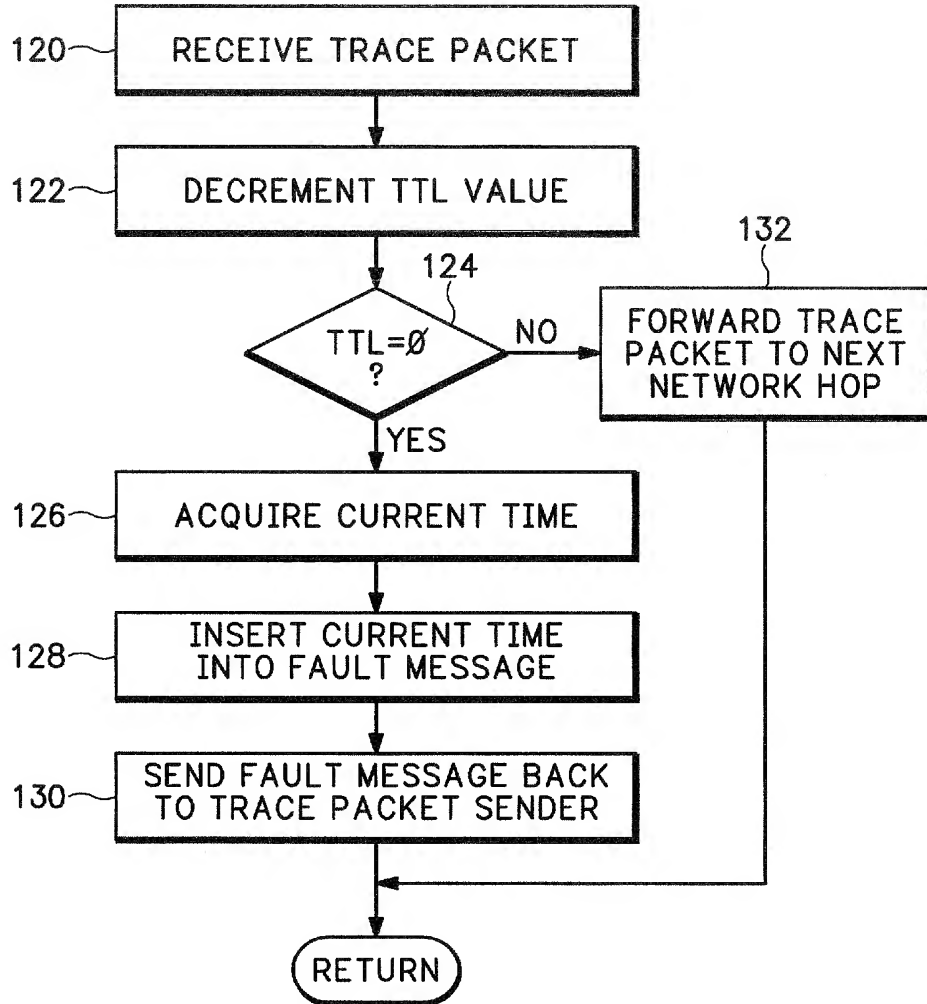 120
RECEIVE TRACE PACKET
122
DECREMENT TTL VALUE
124
TTL=Ø
?
NO
YES
132
FORWARD TRACE
PACKET TO NEXT
NETWORK HOP
126
ACQUIRE CURRENT TIME
128
INSERT CURRENT TIME
INTO FAULT MESSAGE
130
SEND FAULT MESSAGE BACK
TO TRACE PACKET SENDER
RETURN